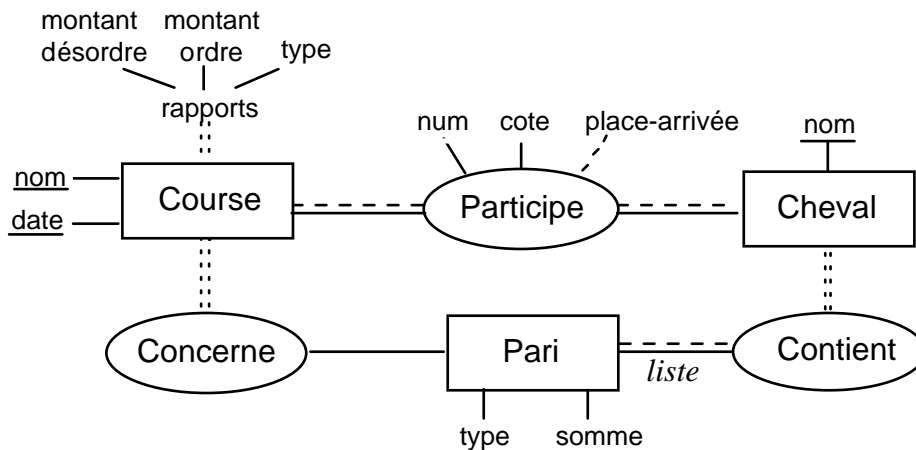 montant montant
désordre ordre type
rapports
num cote place-arrivée nom
nom
Course Participe Cheval
date
Concerne Pari Contient
liste
type somme